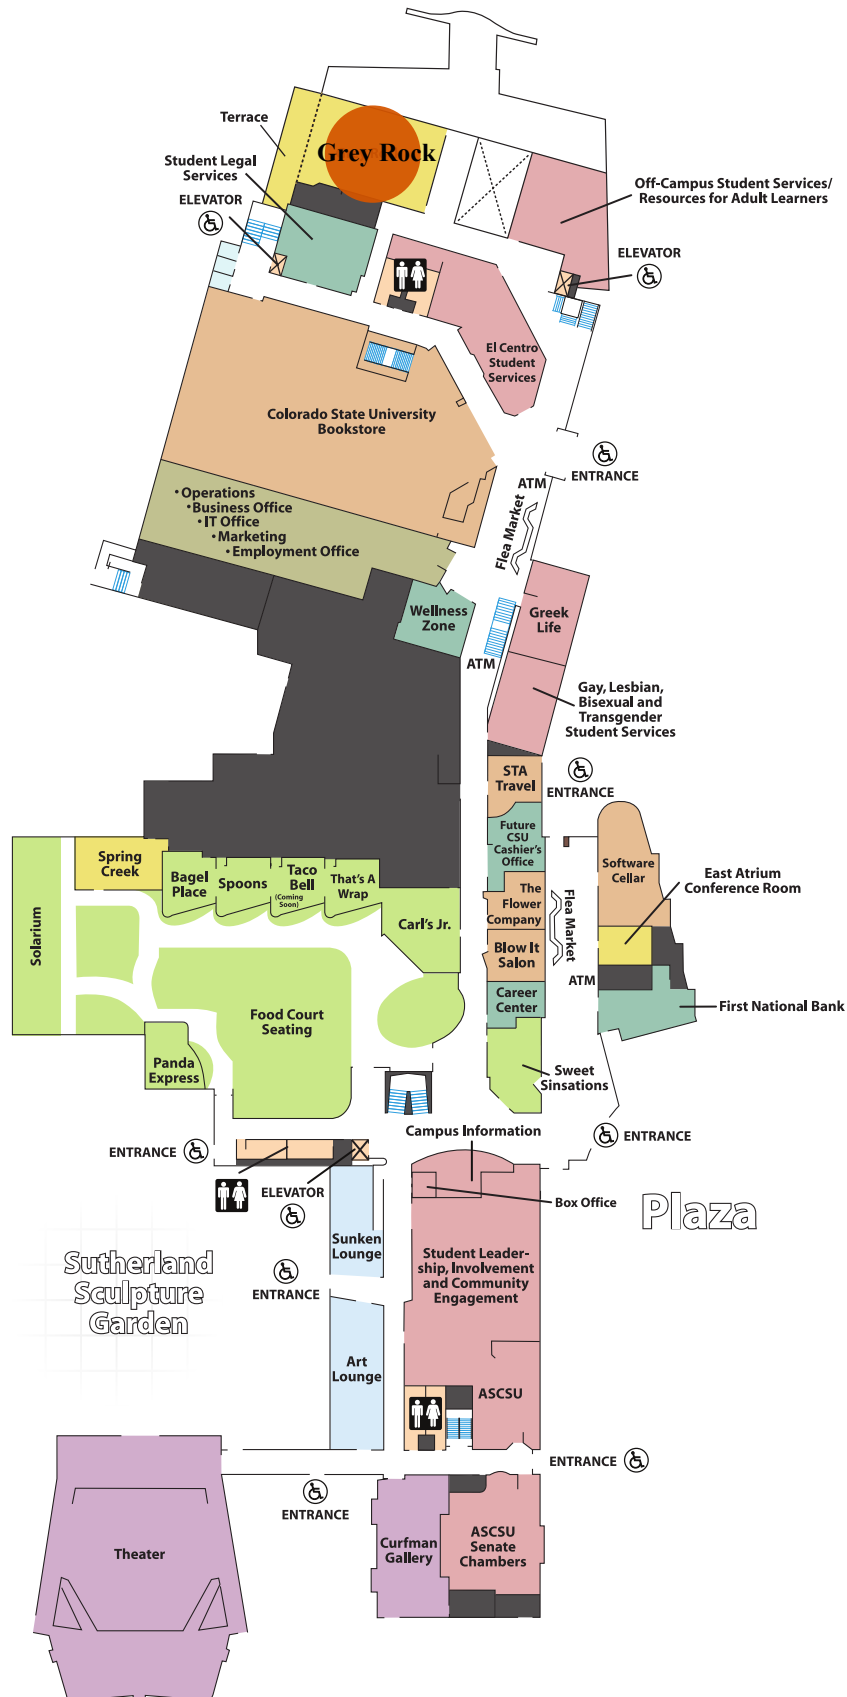 Terrace
Grey Rock
Student Legal
Services
ELEVATOR
Off-Campus Student Services/
Resources for Adult Learners
ELEVATOR
El Centro
Student
Services
Colorado State University
Bookstore
ENTRANCE
ATM
Flea Market
• Operations
• Business Office
• IT Office
• Marketing
• Employment Office
Wellness
Zone
Greek
Life
ATM
Gay, Lesbian,
Bisexual and
Transgender
Student Services
STA
Travel
ENTRANCE
Future
CSU
Cashier's
Office
Spring
Creek
Bagel
Place
Spoons
Taco
Bell
(Coming
Soon)
That's A
Wrap
Carl's Jr.
The
Flower
Company
Flea Market
Software
Cellar
East Atrium
Conference Room
Solarium
Blow It
Salon
ATM
Career
Center
First National Bank
Food Court
Seating
Panda
Express
Sweet
Sinsations
ENTRANCE
Campus Information
ENTRANCE
ELEVATOR
Box Office
Plaza
Sunken
Lounge
Student Leader-
ship, Involvement
and Community
Engagement
Sutherland
Sculpture
Garden
ENTRANCE
Art
Lounge
ASCSU
ENTRANCE
ENTRANCE
Theater
Curfman
Gallery
ASCSU
Senate
Chambers